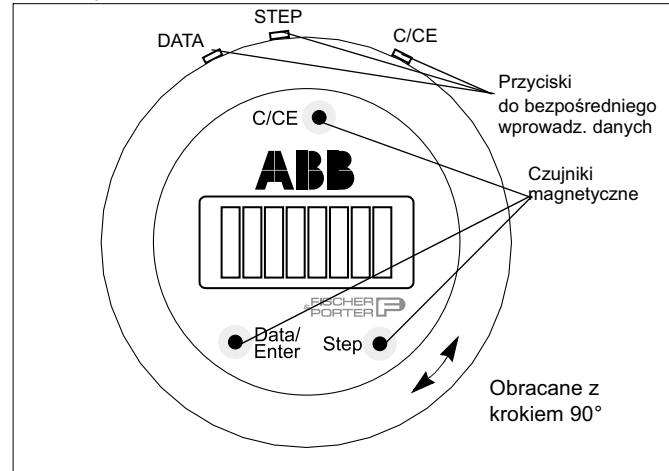 STEP
DATA
C/CE
Przyciski
do bezpośredniego
wprowadz. danych
C/CE
ABB
Czujniki
magnetyczne
FISCHER
& PORTER
Data/
Enter
Step
Obracane z
krokiem 90°